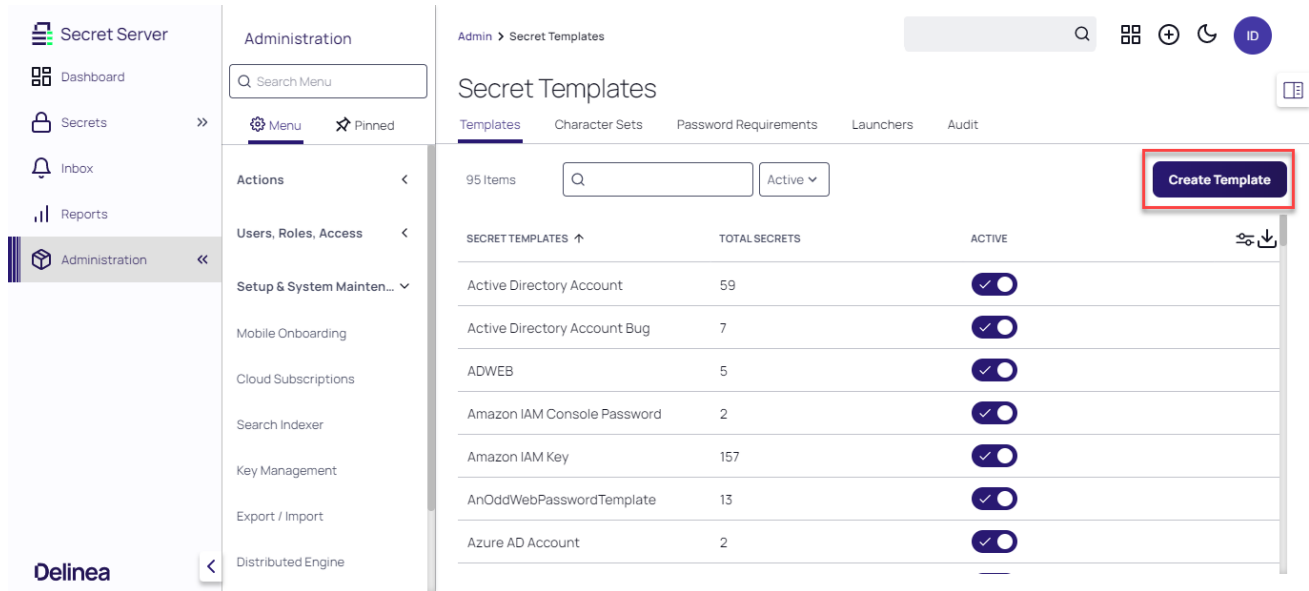 Secret Server
Dashboard
Secrets
Inbox
Reports
Administration
Delinea
Administration
Search Menu
Menu
Pinned
Actions
Users, Roles, Access
Setup & System Mainten...
Mobile Onboarding
Cloud Subscriptions
Search Indexer
Key Management
Export / Import
Distributed Engine
Admin > Secret Templates
ID
Secret Templates
Templates Character Sets Password Requirements Launchers Audit
95 Items Active Create Template
SECRET TEMPLATES TOTAL SECRETS ACTIVE
Active Directory Account 59
Active Directory Account Bug 7
ADWEB 5
Amazon IAM Console Password 2
Amazon IAM Key 157
AnOddWebPasswordTemplate 13
Azure AD Account 2